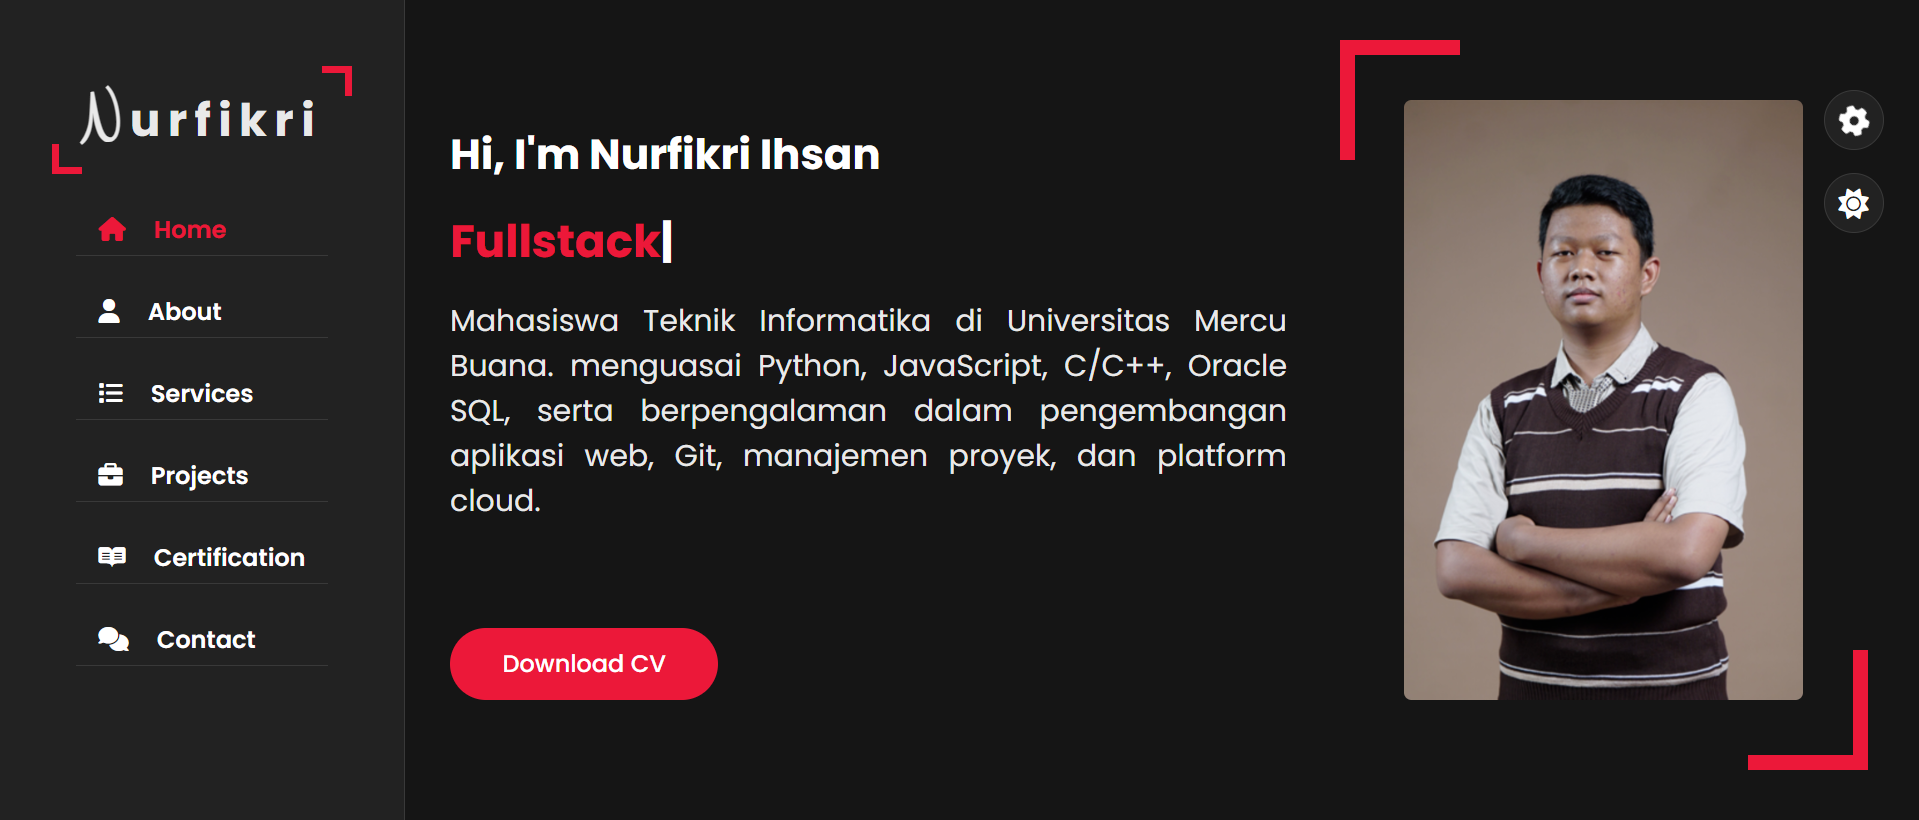 Nurfikri
Home
About
Services
Projects
Certification
Contact
Hi, I'm Nurfikri Ihsan
Fullstack|
Mahasiswa Teknik Informatika di Universitas Mercu
Buana. menguasai Python, JavaScript, C/C++, Oracle
SQL, serta berpengalaman dalam pengembangan
aplikasi web, Git, manajemen proyek, dan platform
cloud.
Download CV